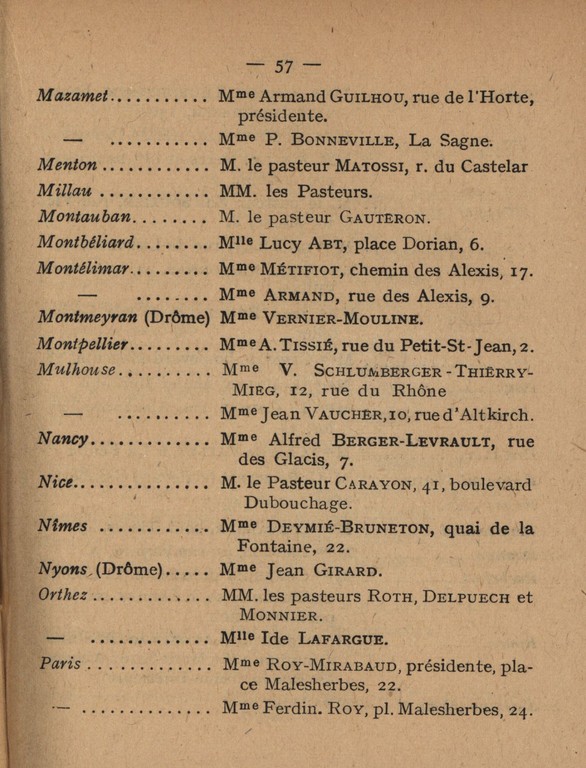 — 57 —
Mazamet........... Mme Armand GUILHOU, rue de l'Horte,
présidente.
— ........... Mme P. BONNEVILLE, La Sagne.
Menton ............ M. le pasteur MATOSSI, r. du Castelar
Millau ............ MM. les Pasteurs.
Montauban........ M. le pasteur GAUTERON.
Montbéliard........ Mlle Lucy ABT, place Dorian, 6.
Montélimar......... Mme MÉTIFIOT, chemin des Alexis, 17.
— ........ Mme ARMAND, rue des Alexis, 9.
Montmeyran (Drôme) Mme VERNIER-MOULINE.
Montpellier......... Mme A. TISSIÉ, rue du Petit-St-Jean, 2.
Mulhouse.......... Mme V. SCHLUMBERGER-THIERRY-
MIEG, 12, rue du Rhône
— .......... Mme Jean VAUCHER, 10, rue d'Altkirch.
Nancy............. Mme Alfred BERGER-LEVRAULT, rue
des Glacis, 7.
Nice............... M. le Pasteur CARAYON, 41, boulevard
Dubouchage.
Nîmes ............ Mme DEYMIÉ-BRUNETON, quai de la
Fontaine, 22.
Nyons (Drôme)..... Mme Jean GIRARD.
Orthez ............. MM. les pasteurs ROTH, DELPUECH et
MONNIER.
— ............ Mlle Ide LAFARGUE.
Paris ............. Mme ROY-MIRABAUD, présidente, pla-
ce Malesherbes, 22.
— .............. Mme Ferdin. ROY, pl. Malesherbes, 24.